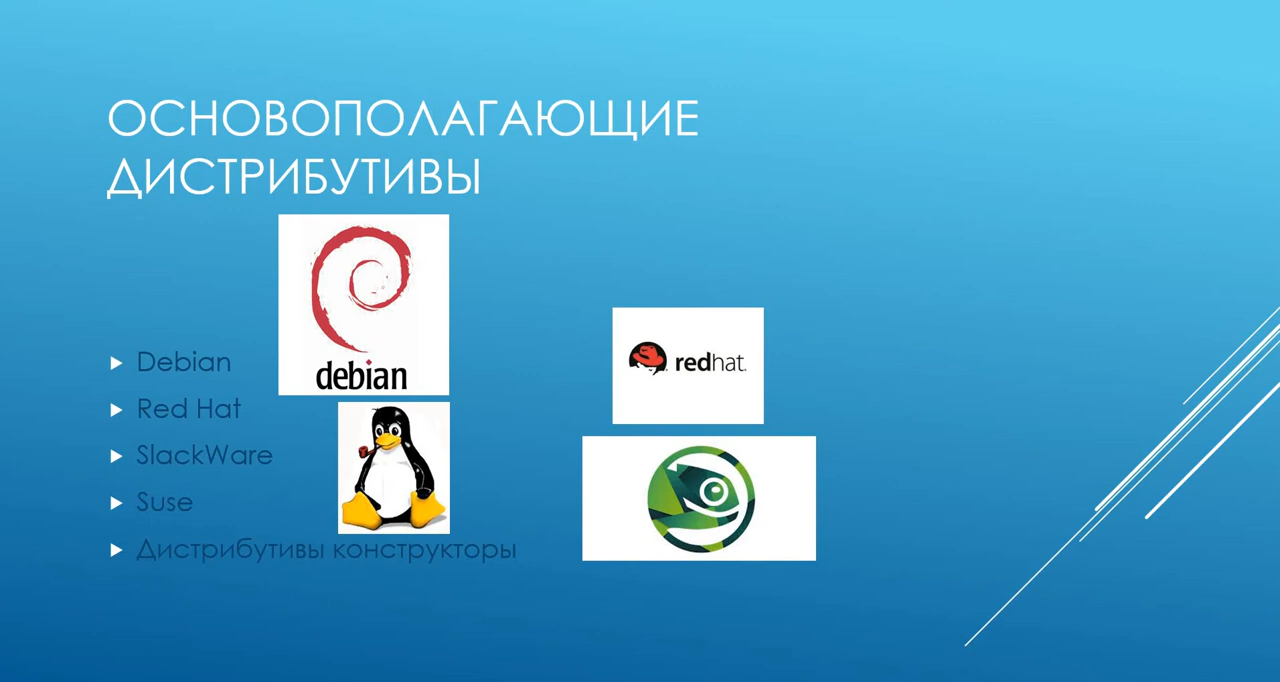 ОСНОВОПОЛАГАЮЩИЕ
ДИСТРИБУТИВЫ
debian
redhat.
Debian
Red Hat
SlackWare
Suse
Дистрибутивы конструкторы